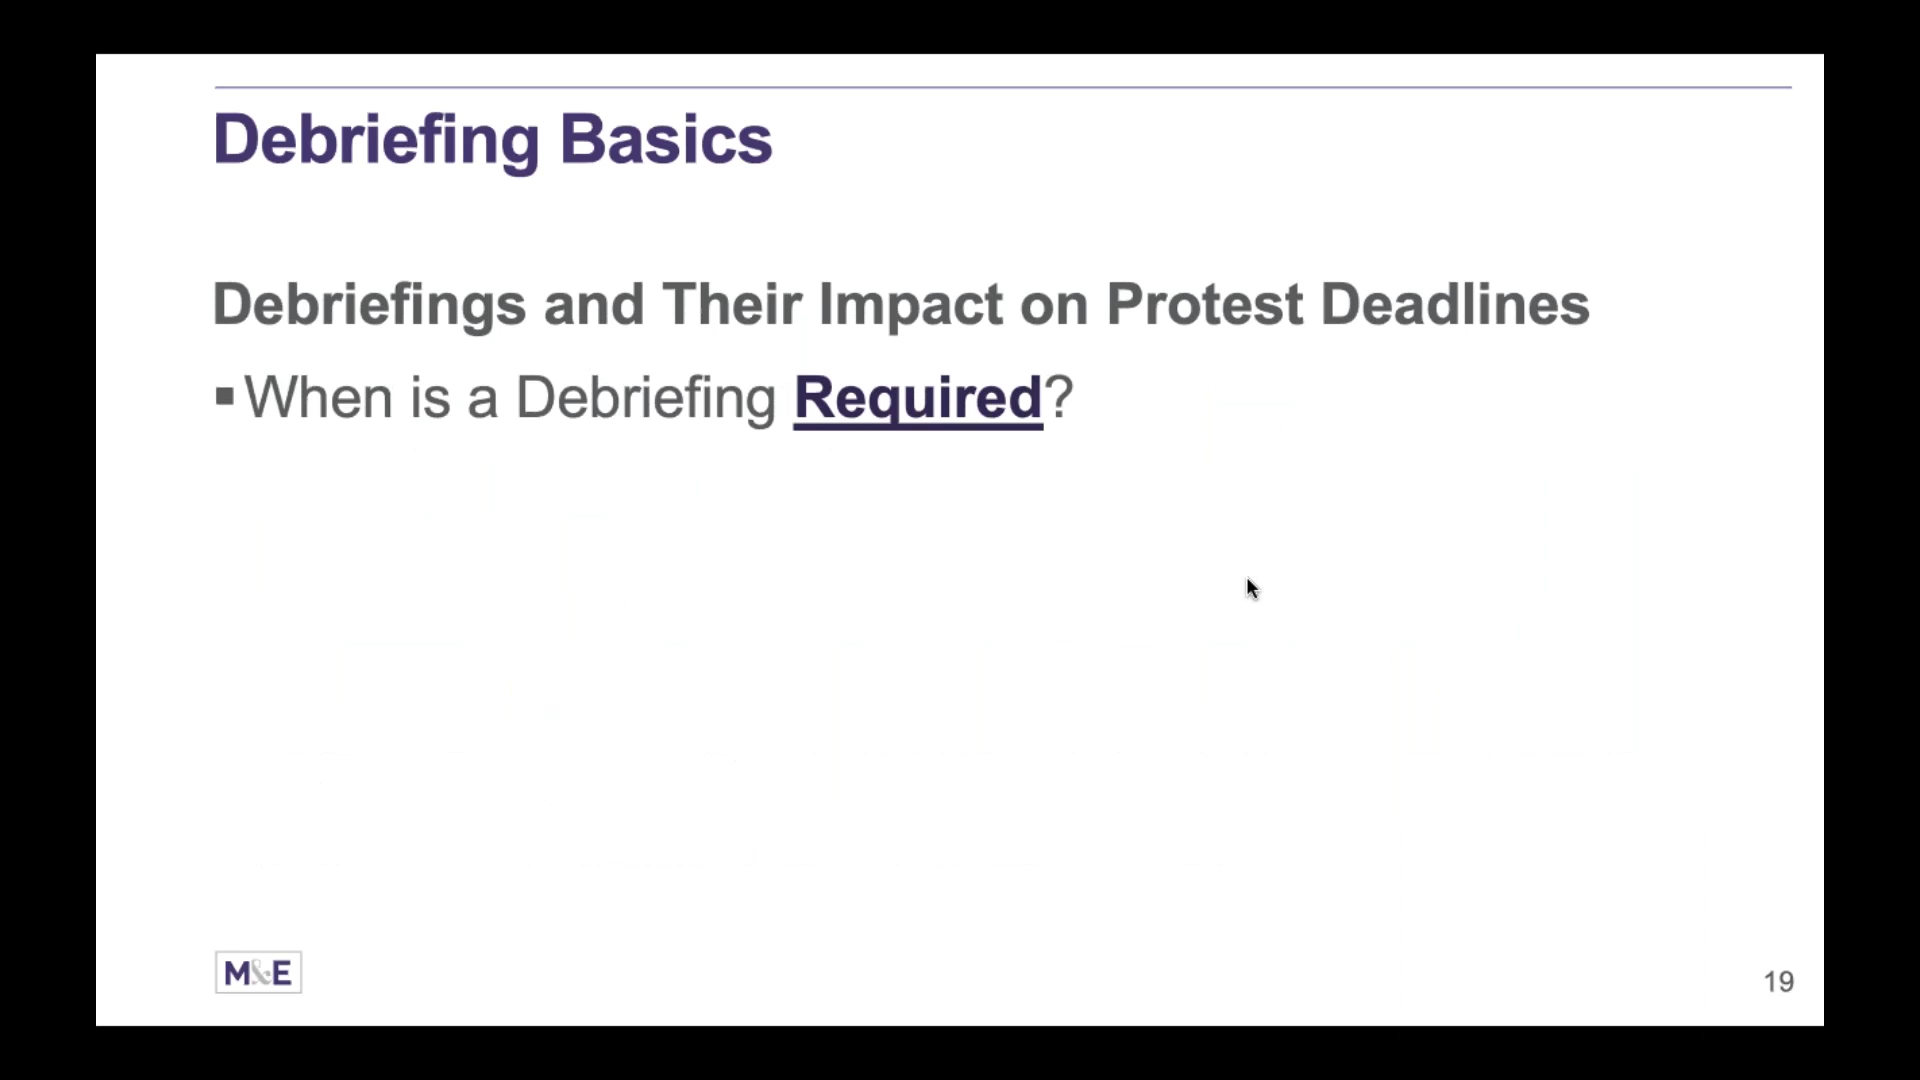 Debriefing Basics
Debriefings and Their Impact on Protest Deadlines
▪ When is a Debriefing Required?
M&E
19